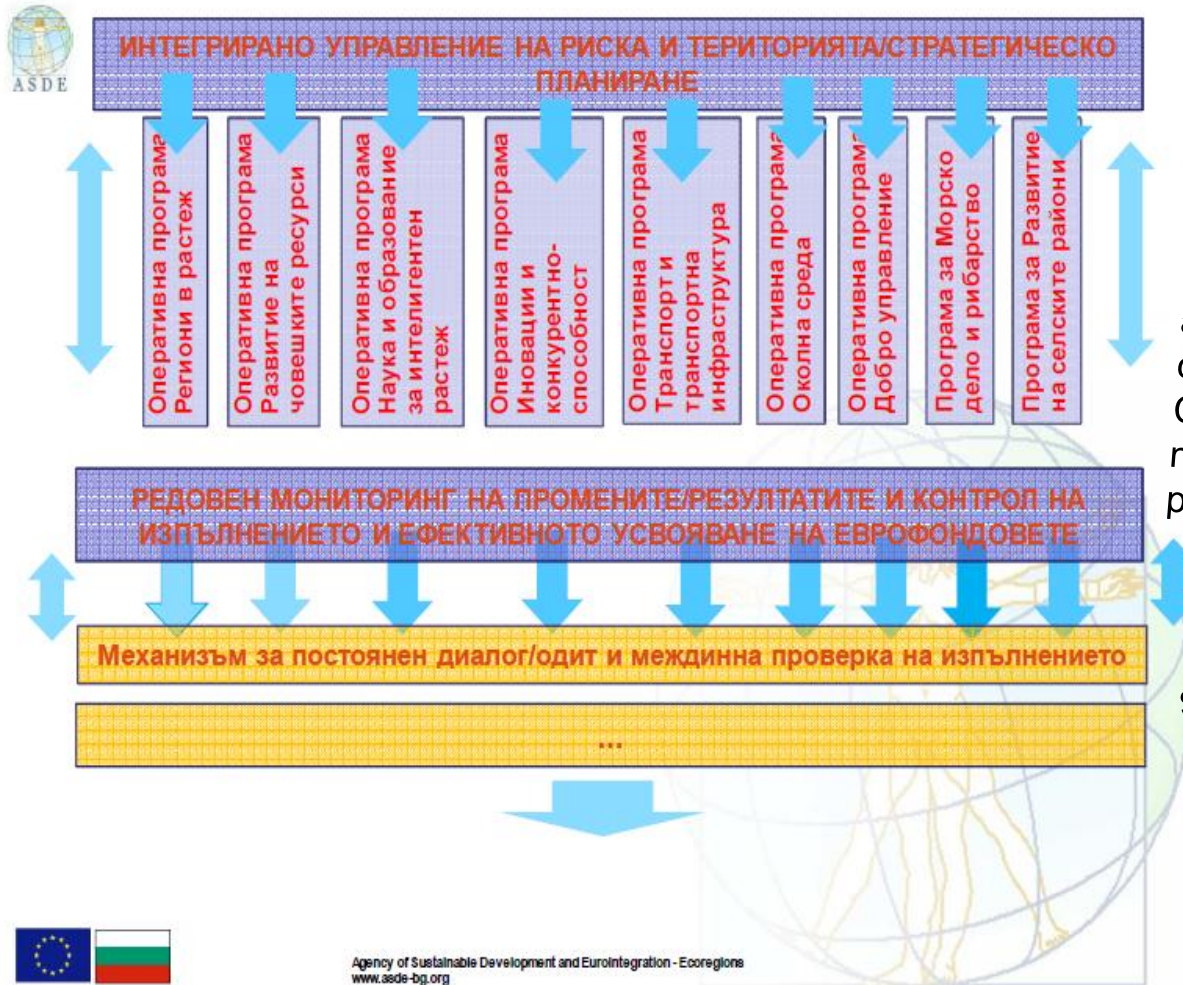 ASDE
ИНТЕГРИРАНО УПРАВЛЕНИЕ НА РИСКА И ТЕРИТОРИЯТА/СТРАТЕГИЧЕСКО
ПЛАНИРАНЕ
Оперативна програма
Региони в растеж
Оперативна програма
Развитие на
човешките ресурси
Оперативна програма
Наука и образование
за интелигентен
растеж
Оперативна програма
Иновации и
конкурентно-
способност
Оперативна програма
Транспорт и
транспортна
инфраструктура
Оперативна програма
Околна среда
Оперативна програма
Добро управление
Програма за Морско
дело и рибарство
Програма за Развитие
на селските райони
РЕДОВЕН МОНИТОРИНГ НА ПРОМЕНИТЕ/РЕЗУЛТАТИТЕ И КОНТРОЛ НА
ИЗПЪЛНЕНИЕТО И ЕФЕКТИВНОТО УСВОЯВАНЕ НА ЕВРОФОНДОВЕТЕ
Механизъм за постоянен диалог/одит и междинна проверка на изпълнението
...
Agency of Sustainable Development and Eurointegration - Ecoregions
www.asde-bg.org